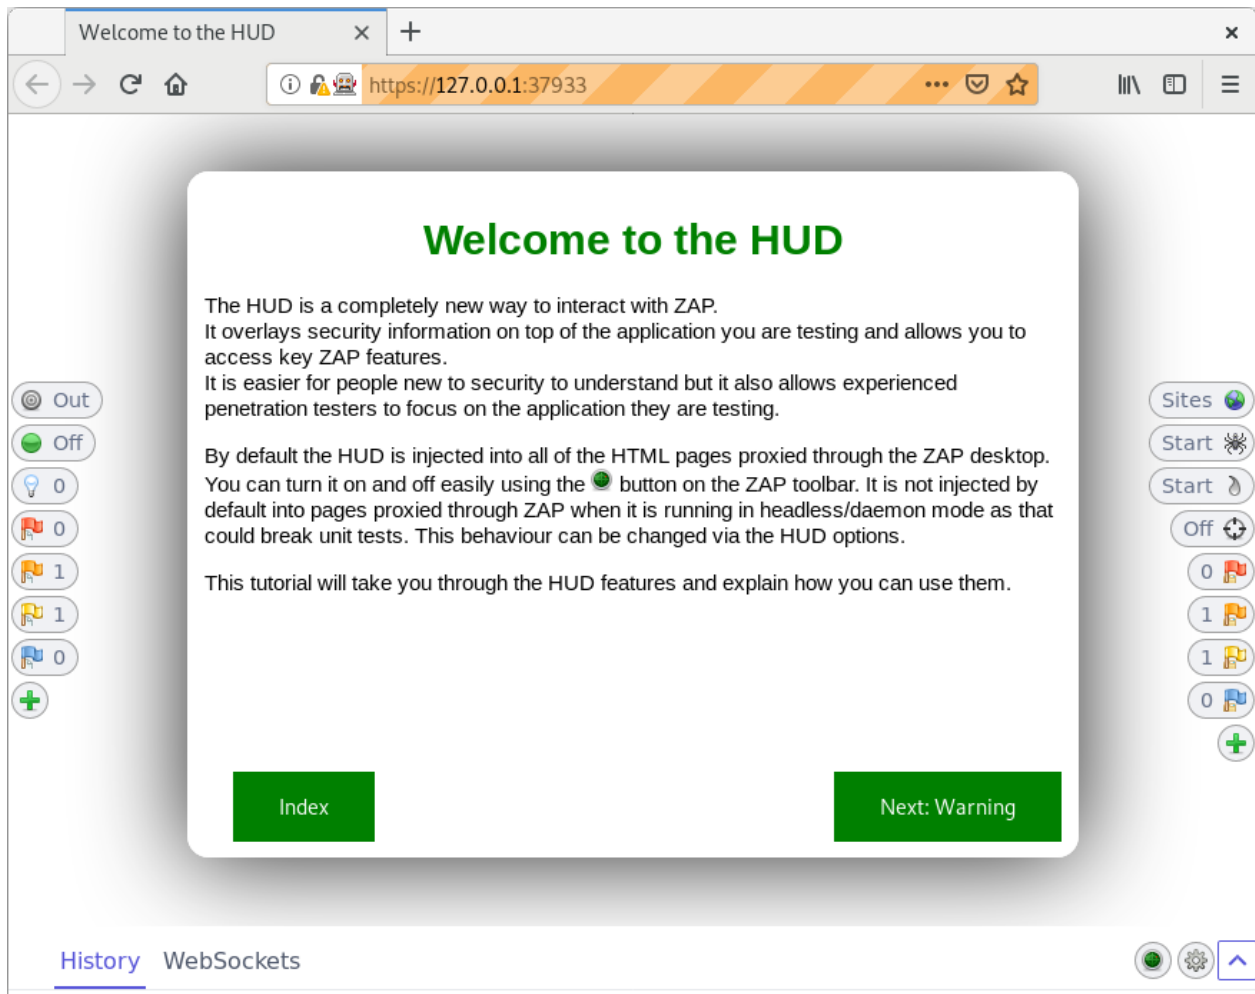 Welcome to the HUD
https://127.0.0.1:37933
Welcome to the HUD
The HUD is a completely new way to interact with ZAP.
It overlays security information on top of the application you are testing and allows you to
access key ZAP features.
It is easier for people new to security to understand but it also allows experienced
penetration testers to focus on the application they are testing.
By default the HUD is injected into all of the HTML pages proxied through the ZAP desktop.
You can turn it on and off easily using the button on the ZAP toolbar. It is not injected by
default into pages proxied through ZAP when it is running in headless/daemon mode as that
could break unit tests. This behaviour can be changed via the HUD options.
This tutorial will take you through the HUD features and explain how you can use them.
Index
Next: Warning
Out
Off
0
0
1
1
0
Sites
Start
Start
Off
0
1
1
0
History WebSockets